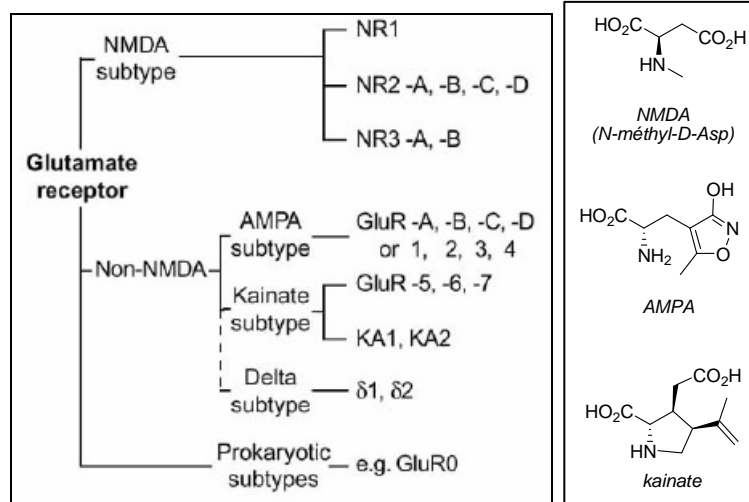 NMDA
subtype
NR1
NR2 -A, -B, -C, -D
NR3 -A, -B
Glutamate
receptor
Non-NMDA
AMPA
subtype
GluR -A, -B, -C, -D
or 1, 2, 3, 4
Kainate
subtype
GluR -5, -6, -7
KA1, KA2
Delta
subtype
δ1, δ2
Prokaryotic
subtypes
e.g. GluR0
HO₂C
CO₂H
HN
NMDA
(N-méthyl-D-Asp)
OH
HO₂C
N
O
NH₂
AMPA
CO₂H
HO₂C
HN
kainate